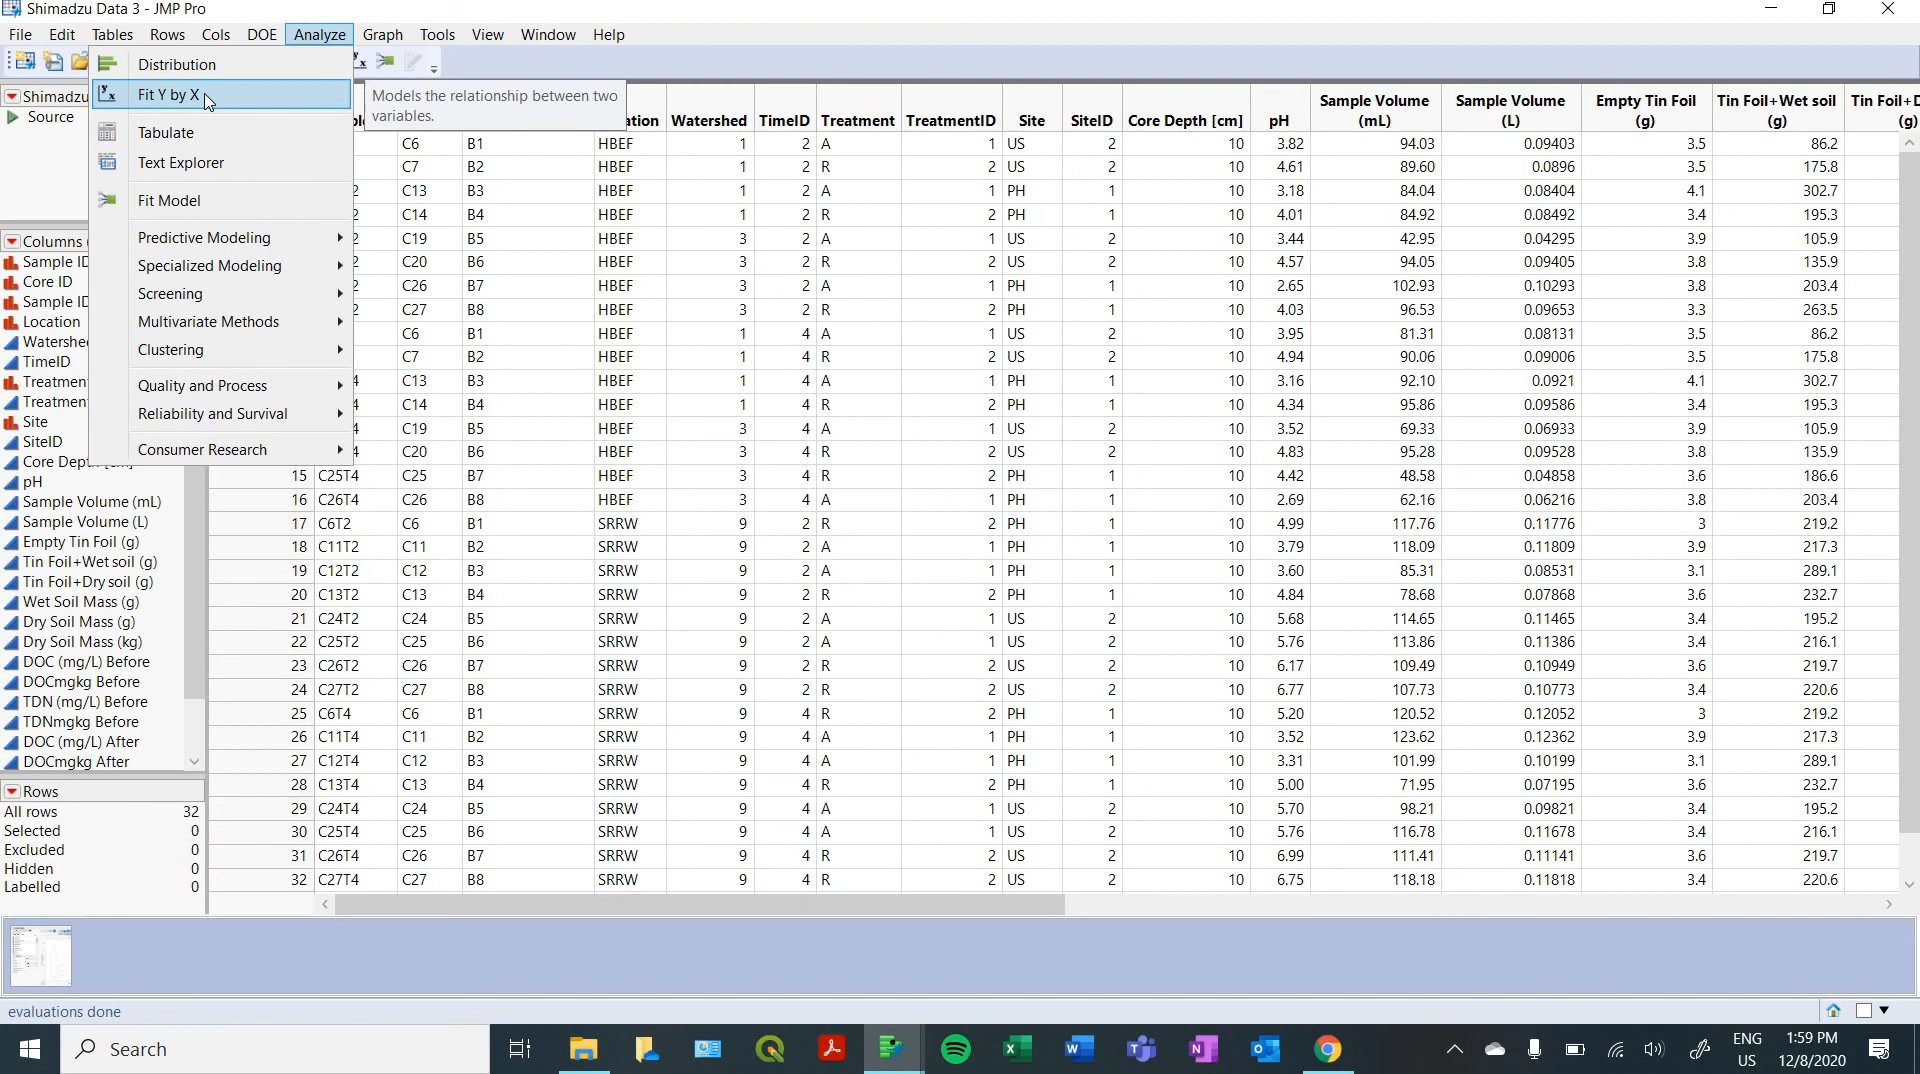 Shimadzu Data 3 - JMP Pro
File Edit Tables Rows Cols DOE Analyze Graph Tools View Window Help
Distribution
Fit Y by X
Tabulate
Text Explorer
Fit Model
Predictive Modeling
Specialized Modeling
Screening
Multivariate Methods
Clustering
Quality and Process
Reliability and Survival
Consumer Research
Models the relationship between two
variables.
Shimadzu
Source
Columns
Sample ID
Core ID
Sample ID
Location
Watershe
TimeID
Treatmen
Treatmen
Site
SiteID
Core Depth [cm]
pH
Sample Volume (mL)
Sample Volume (L)
Empty Tin Foil (g)
Tin Foil+Wet soil (g)
Tin Foil+Dry soil (g)
Wet Soil Mass (g)
Dry Soil Mass (g)
Dry Soil Mass (kg)
DOC (mg/L) Before
DOCmgkg Before
TDN (mg/L) Before
TDNmgkg Before
DOC (mg/L) After
DOCmgkg After
Rows
All rows 32
Selected 0
Excluded 0
Hidden 0
Labelled 0
ation Watershed TimeID Treatment TreatmentID Site SiteID Core Depth [cm] pH Sample Volume (mL) Sample Volume (L) Empty Tin Foil (g) Tin Foil+Wet soil (g) Tin Foil+D (g)
C6 B1 HBEF 1 2 A 1 US 2 10 3.82 94.03 0.09403 3.5 86.2
C7 B2 HBEF 1 2 R 2 US 2 10 4.61 89.60 0.0896 3.5 175.8
2 C13 B3 HBEF 1 2 A 1 PH 1 10 3.18 84.04 0.08404 4.1 302.7
2 C14 B4 HBEF 1 2 R 2 PH 1 10 4.01 84.92 0.08492 3.4 195.3
2 C19 B5 HBEF 3 2 A 1 US 2 10 3.44 42.95 0.04295 3.9 105.9
2 C20 B6 HBEF 3 2 R 2 US 2 10 4.57 94.05 0.09405 3.8 135.9
2 C26 B7 HBEF 3 2 A 1 PH 1 10 2.65 102.93 0.10293 3.8 203.4
2 C27 B8 HBEF 3 2 R 2 PH 1 10 4.03 96.53 0.09653 3.3 263.5
C6 B1 HBEF 1 4 A 1 US 2 10 3.95 81.31 0.08131 3.5 86.2
C7 B2 HBEF 1 4 R 2 US 2 10 4.94 90.06 0.09006 3.5 175.8
4 C13 B3 HBEF 1 4 A 1 PH 1 10 3.16 92.10 0.0921 4.1 302.7
4 C14 B4 HBEF 1 4 R 2 PH 1 10 4.34 95.86 0.09586 3.4 195.3
4 C19 B5 HBEF 3 4 A 1 US 2 10 3.52 69.33 0.06933 3.9 105.9
4 C20 B6 HBEF 3 4 R 2 US 2 10 4.83 95.28 0.09528 3.8 135.9
15 C25T4 C25 B7 HBEF 3 4 R 2 PH 1 10 4.42 48.58 0.04858 3.6 186.6
16 C26T4 C26 B8 HBEF 3 4 A 1 PH 1 10 2.69 62.16 0.06216 3.8 203.4
17 C6T2 C6 B1 SRRW 9 2 R 2 PH 1 10 4.99 117.76 0.11776 3 219.2
18 C11T2 C11 B2 SRRW 9 2 A 1 PH 1 10 3.79 118.09 0.11809 3.9 217.3
19 C12T2 C12 B3 SRRW 9 2 A 1 PH 1 10 3.60 85.31 0.08531 3.1 289.1
20 C13T2 C13 B4 SRRW 9 2 R 2 PH 1 10 4.84 78.68 0.07868 3.6 232.7
21 C24T2 C24 B5 SRRW 9 2 A 1 US 2 10 5.68 114.65 0.11465 3.4 195.2
22 C25T2 C25 B6 SRRW 9 2 A 1 US 2 10 5.76 113.86 0.11386 3.4 216.1
23 C26T2 C26 B7 SRRW 9 2 R 2 US 2 10 6.17 109.49 0.10949 3.6 219.7
24 C27T2 C27 B8 SRRW 9 2 R 2 US 2 10 6.77 107.73 0.10773 3.4 220.6
25 C6T4 C6 B1 SRRW 9 4 R 2 PH 1 10 5.20 120.52 0.12052 3 219.2
26 C11T4 C11 B2 SRRW 9 4 A 1 PH 1 10 3.52 123.62 0.12362 3.9 217.3
27 C12T4 C12 B3 SRRW 9 4 A 1 PH 1 10 3.31 101.99 0.10199 3.1 289.1
28 C13T4 C13 B4 SRRW 9 4 R 2 PH 1 10 5.00 71.95 0.07195 3.6 232.7
29 C24T4 C24 B5 SRRW 9 4 A 1 US 2 10 5.70 98.21 0.09821 3.4 195.2
30 C25T4 C25 B6 SRRW 9 4 A 1 US 2 10 5.76 116.78 0.11678 3.4 216.1
31 C26T4 C26 B7 SRRW 9 4 R 2 US 2 10 6.99 111.41 0.11141 3.6 219.7
32 C27T4 C27 B8 SRRW 9 4 R 2 US 2 10 6.75 118.18 0.11818 3.4 220.6
evaluations done
Search
ENG
US
1:59 PM
12/8/2020